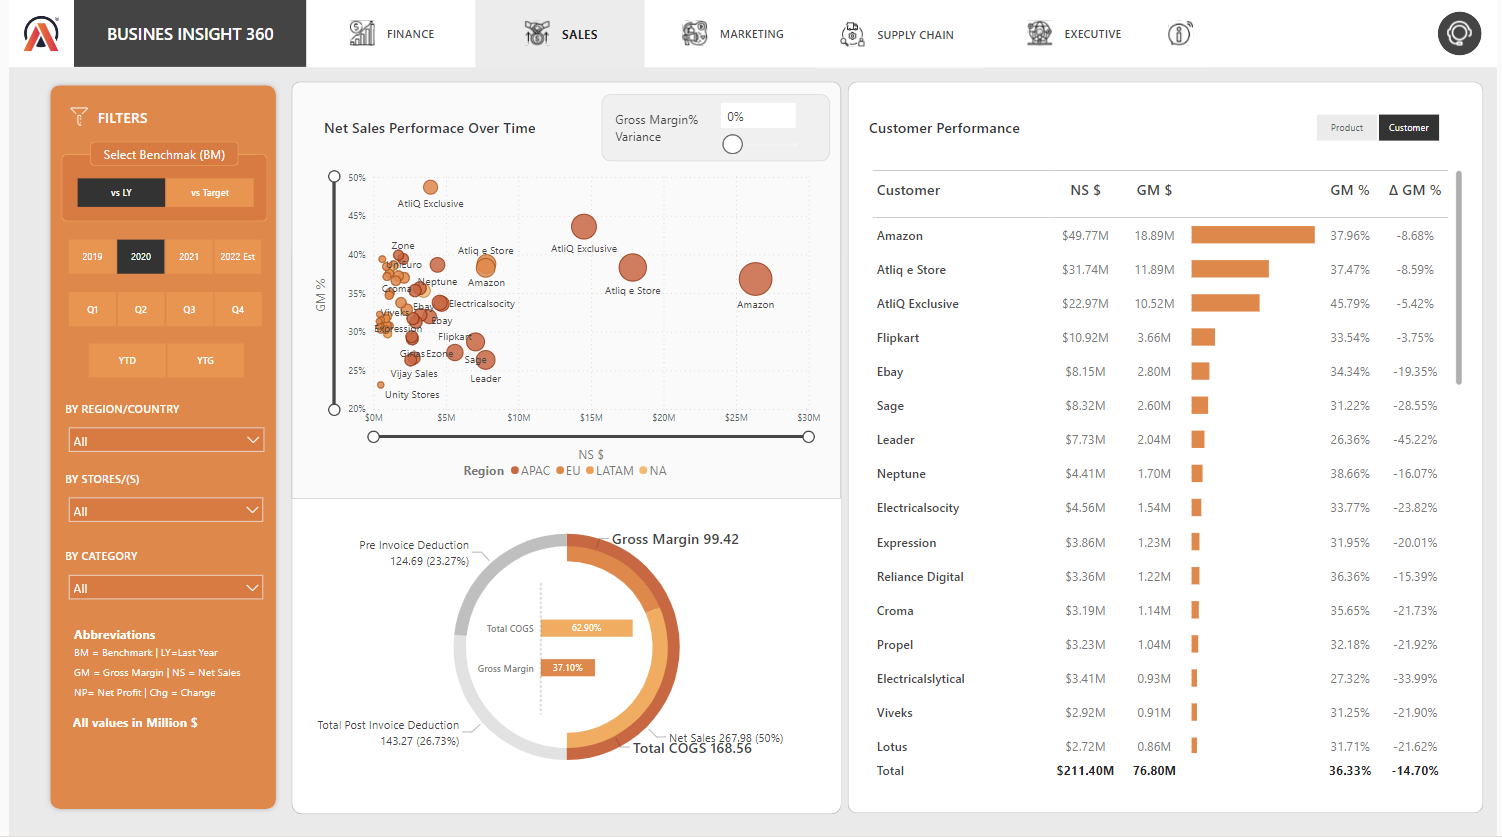 BUSINES INSIGHT 360
FINANCE
SALES
MARKETING
SUPPLY CHAIN
EXECUTIVE
FILTERS
Select Benchmak (BM)
vs LY
vs Target
2019
2020
2021
2022 Est
Q1
Q2
Q3
Q4
YTD
YTG
BY REGION/COUNTRY
All
BY STORES/(S)
All
BY CATEGORY
All
Abbreviations
BM = Benchmark | LY=Last Year
GM = Gross Margin | NS = Net Sales
NP= Net Profit | Chg = Change
All values in Million $
Net Sales Performace Over Time
Gross Margin%
Variance
0%
GM %
50%
45%
40%
35%
30%
25%
20%
AtliQ Exclusive
Zone
Atliq e Store
AtliQ Exclusive
Unieuro
Neptune
Amazon
Atliq e Store
Croma
Ebay
Electricalsocity
Amazon
Viveks
Ebay
Expression
Flipkart
Girias
Ezone
Sage
Vijay Sales
Leader
Unity Stores
$0M
$5M
$10M
$15M
$20M
$25M
$30M
NS $
Region APAC EU LATAM NA
Pre Invoice Deduction
124.69 (23.27%)
Gross Margin 99.42
Total COGS
62.90%
Gross Margin
37.10%
Total Post Invoice Deduction
143.27 (26.73%)
Net Sales 267.98 (50%)
Total COGS 168.56
Customer Performance
Product
Customer
Customer NS $ GM $ GM % Δ GM %
Amazon $49.77M 18.89M 37.96% -8.68%
Atliq e Store $31.74M 11.89M 37.47% -8.59%
AtliQ Exclusive $22.97M 10.52M 45.79% -5.42%
Flipkart $10.92M 3.66M 33.54% -3.75%
Ebay $8.15M 2.80M 34.34% -19.35%
Sage $8.32M 2.60M 31.22% -28.55%
Leader $7.73M 2.04M 26.36% -45.22%
Neptune $4.41M 1.70M 38.66% -16.07%
Electricalsocity $4.56M 1.54M 33.77% -23.82%
Expression $3.86M 1.23M 31.95% -20.01%
Reliance Digital $3.36M 1.22M 36.36% -15.39%
Croma $3.19M 1.14M 35.65% -21.73%
Propel $3.23M 1.04M 32.18% -21.92%
Electricalslytical $3.41M 0.93M 27.32% -33.99%
Viveks $2.92M 0.91M 31.25% -21.90%
Lotus $2.72M 0.86M 31.71% -21.62%
Total $211.40M 76.80M 36.33% -14.70%